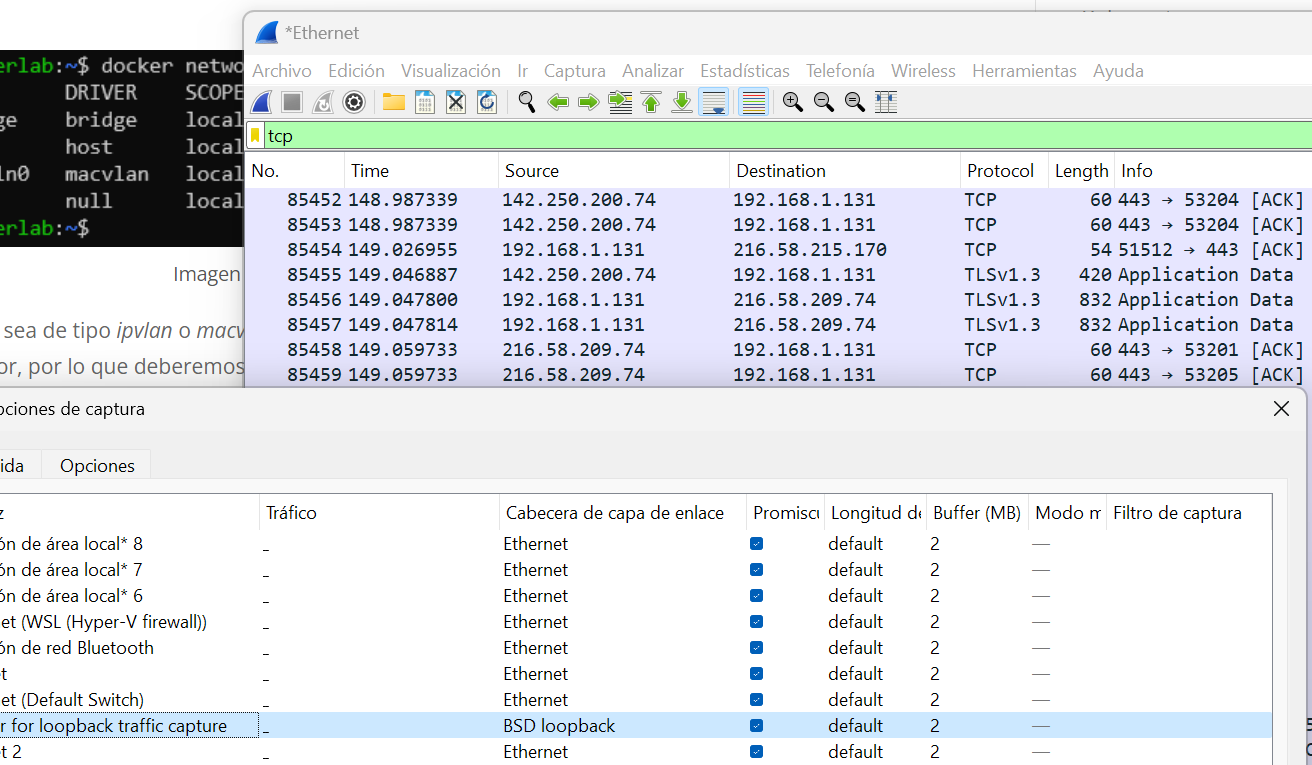 erlab:~$ docker netwo
DRIVER SCOPE
ge bridge local
host local
ln0 macvlan local
null local
erlab:~$
Imagen
sea de tipo ipvlan o macv
or, por lo que deberemos
*Ethernet
Archivo Edición Visualización Ir Captura Analizar Estadísticas Telefonía Wireless Herramientas Ayuda
tcp
No. Time Source Destination Protocol Length Info
85452 148.987339 142.250.200.74 192.168.1.131 TCP 60 443 → 53204 [ACK]
85453 148.987339 142.250.200.74 192.168.1.131 TCP 60 443 → 53204 [ACK]
85454 149.026955 192.168.1.131 216.58.215.170 TCP 54 51512 → 443 [ACK]
85455 149.046887 142.250.200.74 192.168.1.131 TLSv1.3 420 Application Data
85456 149.047800 192.168.1.131 216.58.209.74 TLSv1.3 832 Application Data
85457 149.047814 192.168.1.131 216.58.209.74 TLSv1.3 832 Application Data
85458 149.059733 216.58.209.74 192.168.1.131 TCP 60 443 → 53201 [ACK]
85459 149.059733 216.58.209.74 192.168.1.131 TCP 60 443 → 53205 [ACK]
pciones de captura
ida Opciones
z Tráfico Cabecera de capa de enlace Promiscu Longitud de Buffer (MB) Modo m Filtro de captura
ón de área local* 8 _ Ethernet default 2 —
ón de área local* 7 _ Ethernet default 2 —
ón de área local* 6 _ Ethernet default 2 —
et (WSL (Hyper-V firewall)) _ Ethernet default 2 —
ón de red Bluetooth _ Ethernet default 2 —
t _ Ethernet default 2 —
et (Default Switch) _ Ethernet default 2 —
r for loopback traffic capture _ BSD loopback default 2 —
t 2 _ Ethernet default 2 —